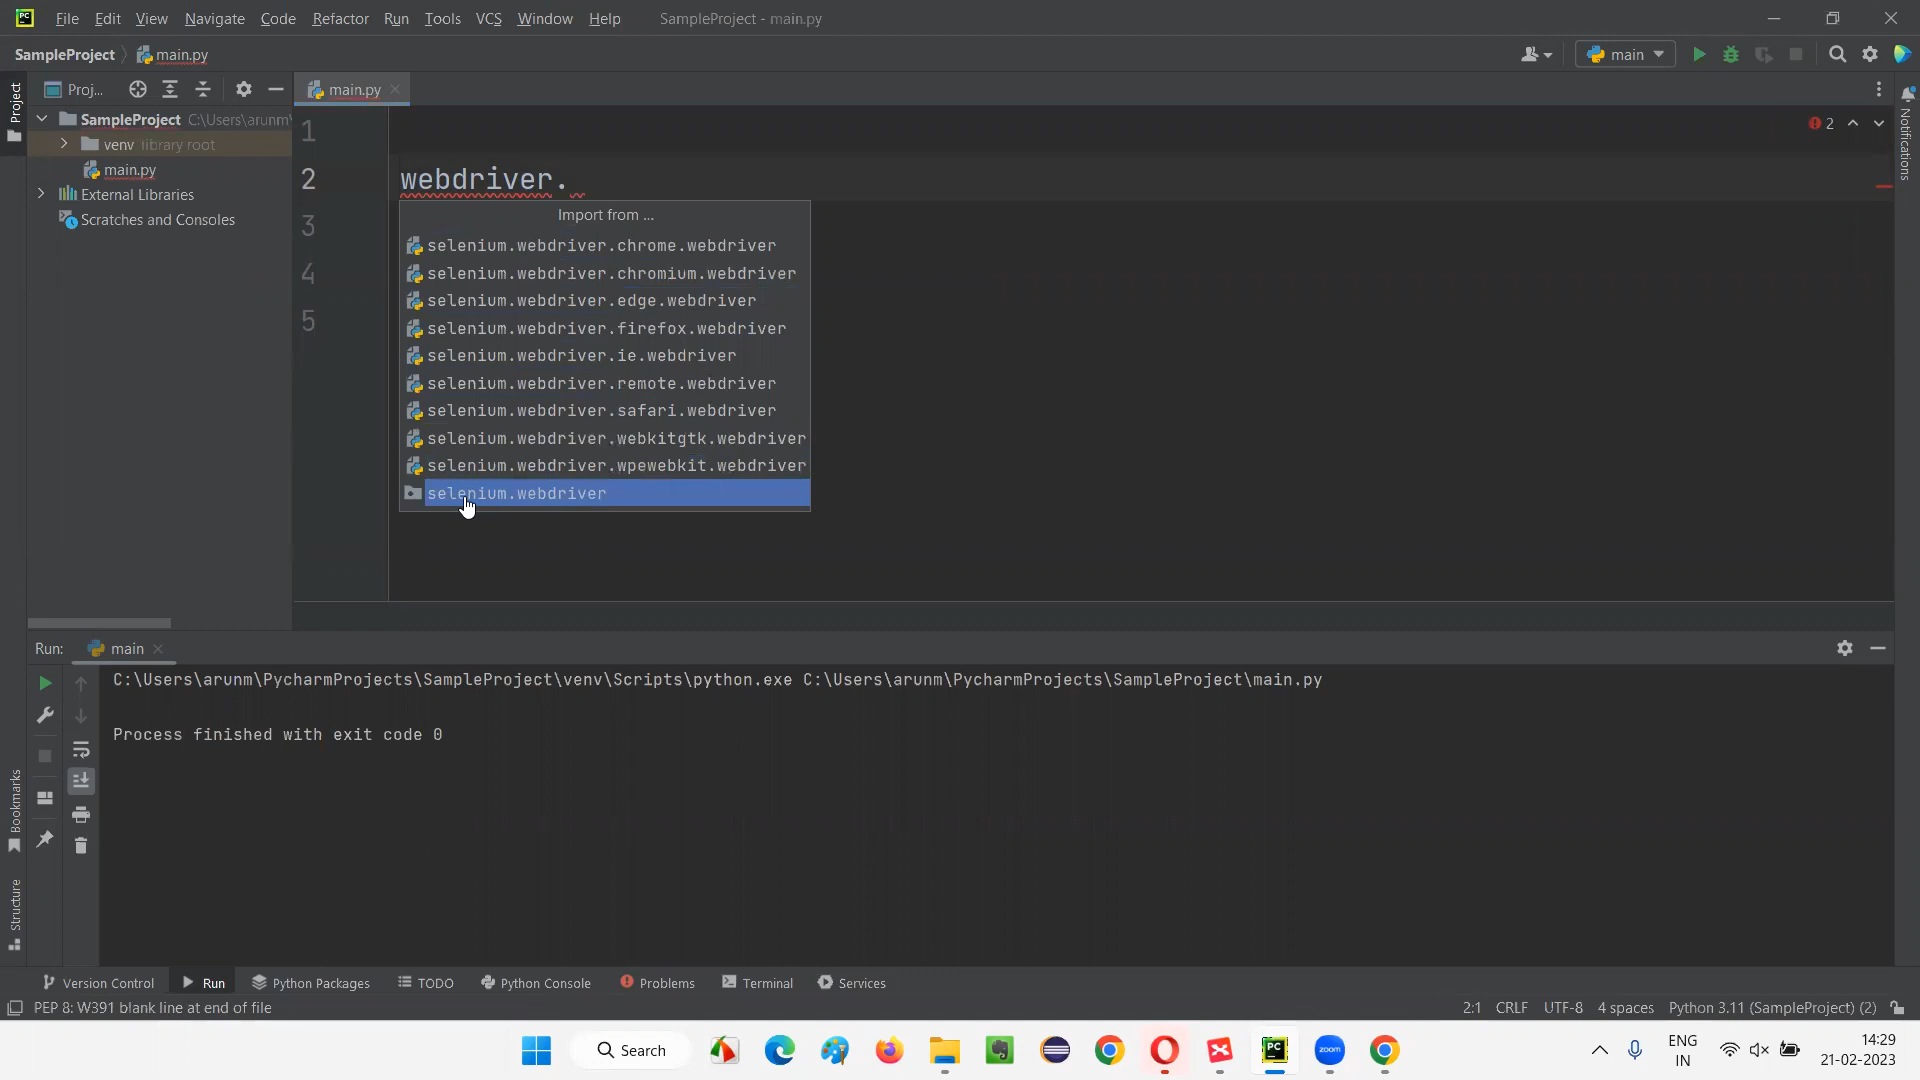 PC File Edit View Navigate Code Refactor Run Tools VCS Window Help SampleProject - main.py
SampleProject main.py main
Project
Proj...
main.py
SampleProject C:\Users\arunm\
venv library root
main.py
External Libraries
Scratches and Consoles
1
2 webdriver.
3
4
5
2
Notifications
Import from ...
selenium.webdriver.chrome.webdriver
selenium.webdriver.chromium.webdriver
selenium.webdriver.edge.webdriver
selenium.webdriver.firefox.webdriver
selenium.webdriver.ie.webdriver
selenium.webdriver.remote.webdriver
selenium.webdriver.safari.webdriver
selenium.webdriver.webkitgtk.webdriver
selenium.webdriver.wpewebkit.webdriver
selenium.webdriver
Run: main
C:\Users\arunm\PycharmProjects\SampleProject\venv\Scripts\python.exe C:\Users\arunm\PycharmProjects\SampleProject\main.py
Process finished with exit code 0
Bookmarks
Structure
Version Control Run Python Packages TODO Python Console Problems Terminal Services
PEP 8: W391 blank line at end of file 2:1 CRLF UTF-8 4 spaces Python 3.11 (SampleProject) (2)
Search PC zoom ENG 14:29
IN 21-02-2023